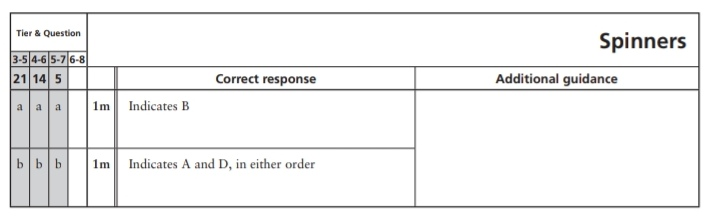 Tier & Question
Spinners
3-5 4-6 5-7 6-8
21 14 5 Correct response Additional guidance
a a a 1m Indicates B
b b b 1m Indicates A and D, in either order